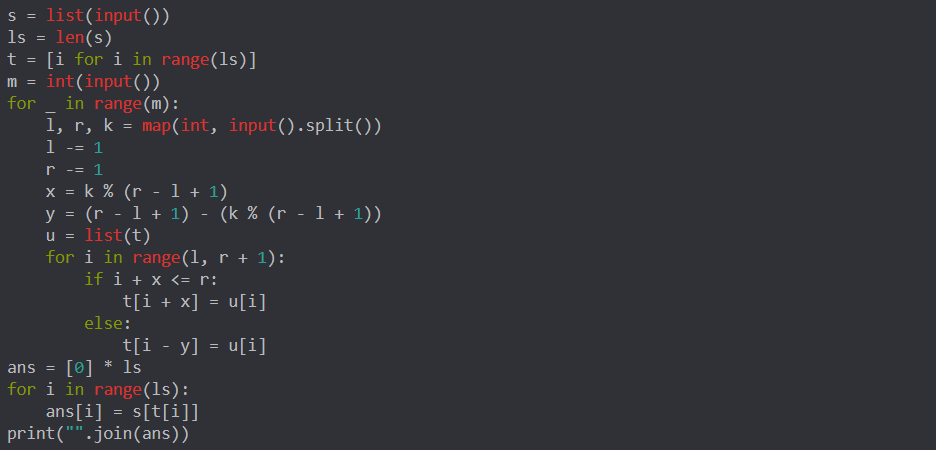 s = list(input())
ls = len(s)
t = [i for i in range(ls)]
m = int(input())
for _ in range(m):
    l, r, k = map(int, input().split())
    l -= 1
    r -= 1
    x = k % (r - l + 1)
    y = (r - l + 1) - (k % (r - l + 1))
    u = list(t)
    for i in range(l, r + 1):
        if i + x <= r:
            t[i + x] = u[i]
        else:
            t[i - y] = u[i]
ans = [0] * ls
for i in range(ls):
    ans[i] = s[t[i]]
print("".join(ans))